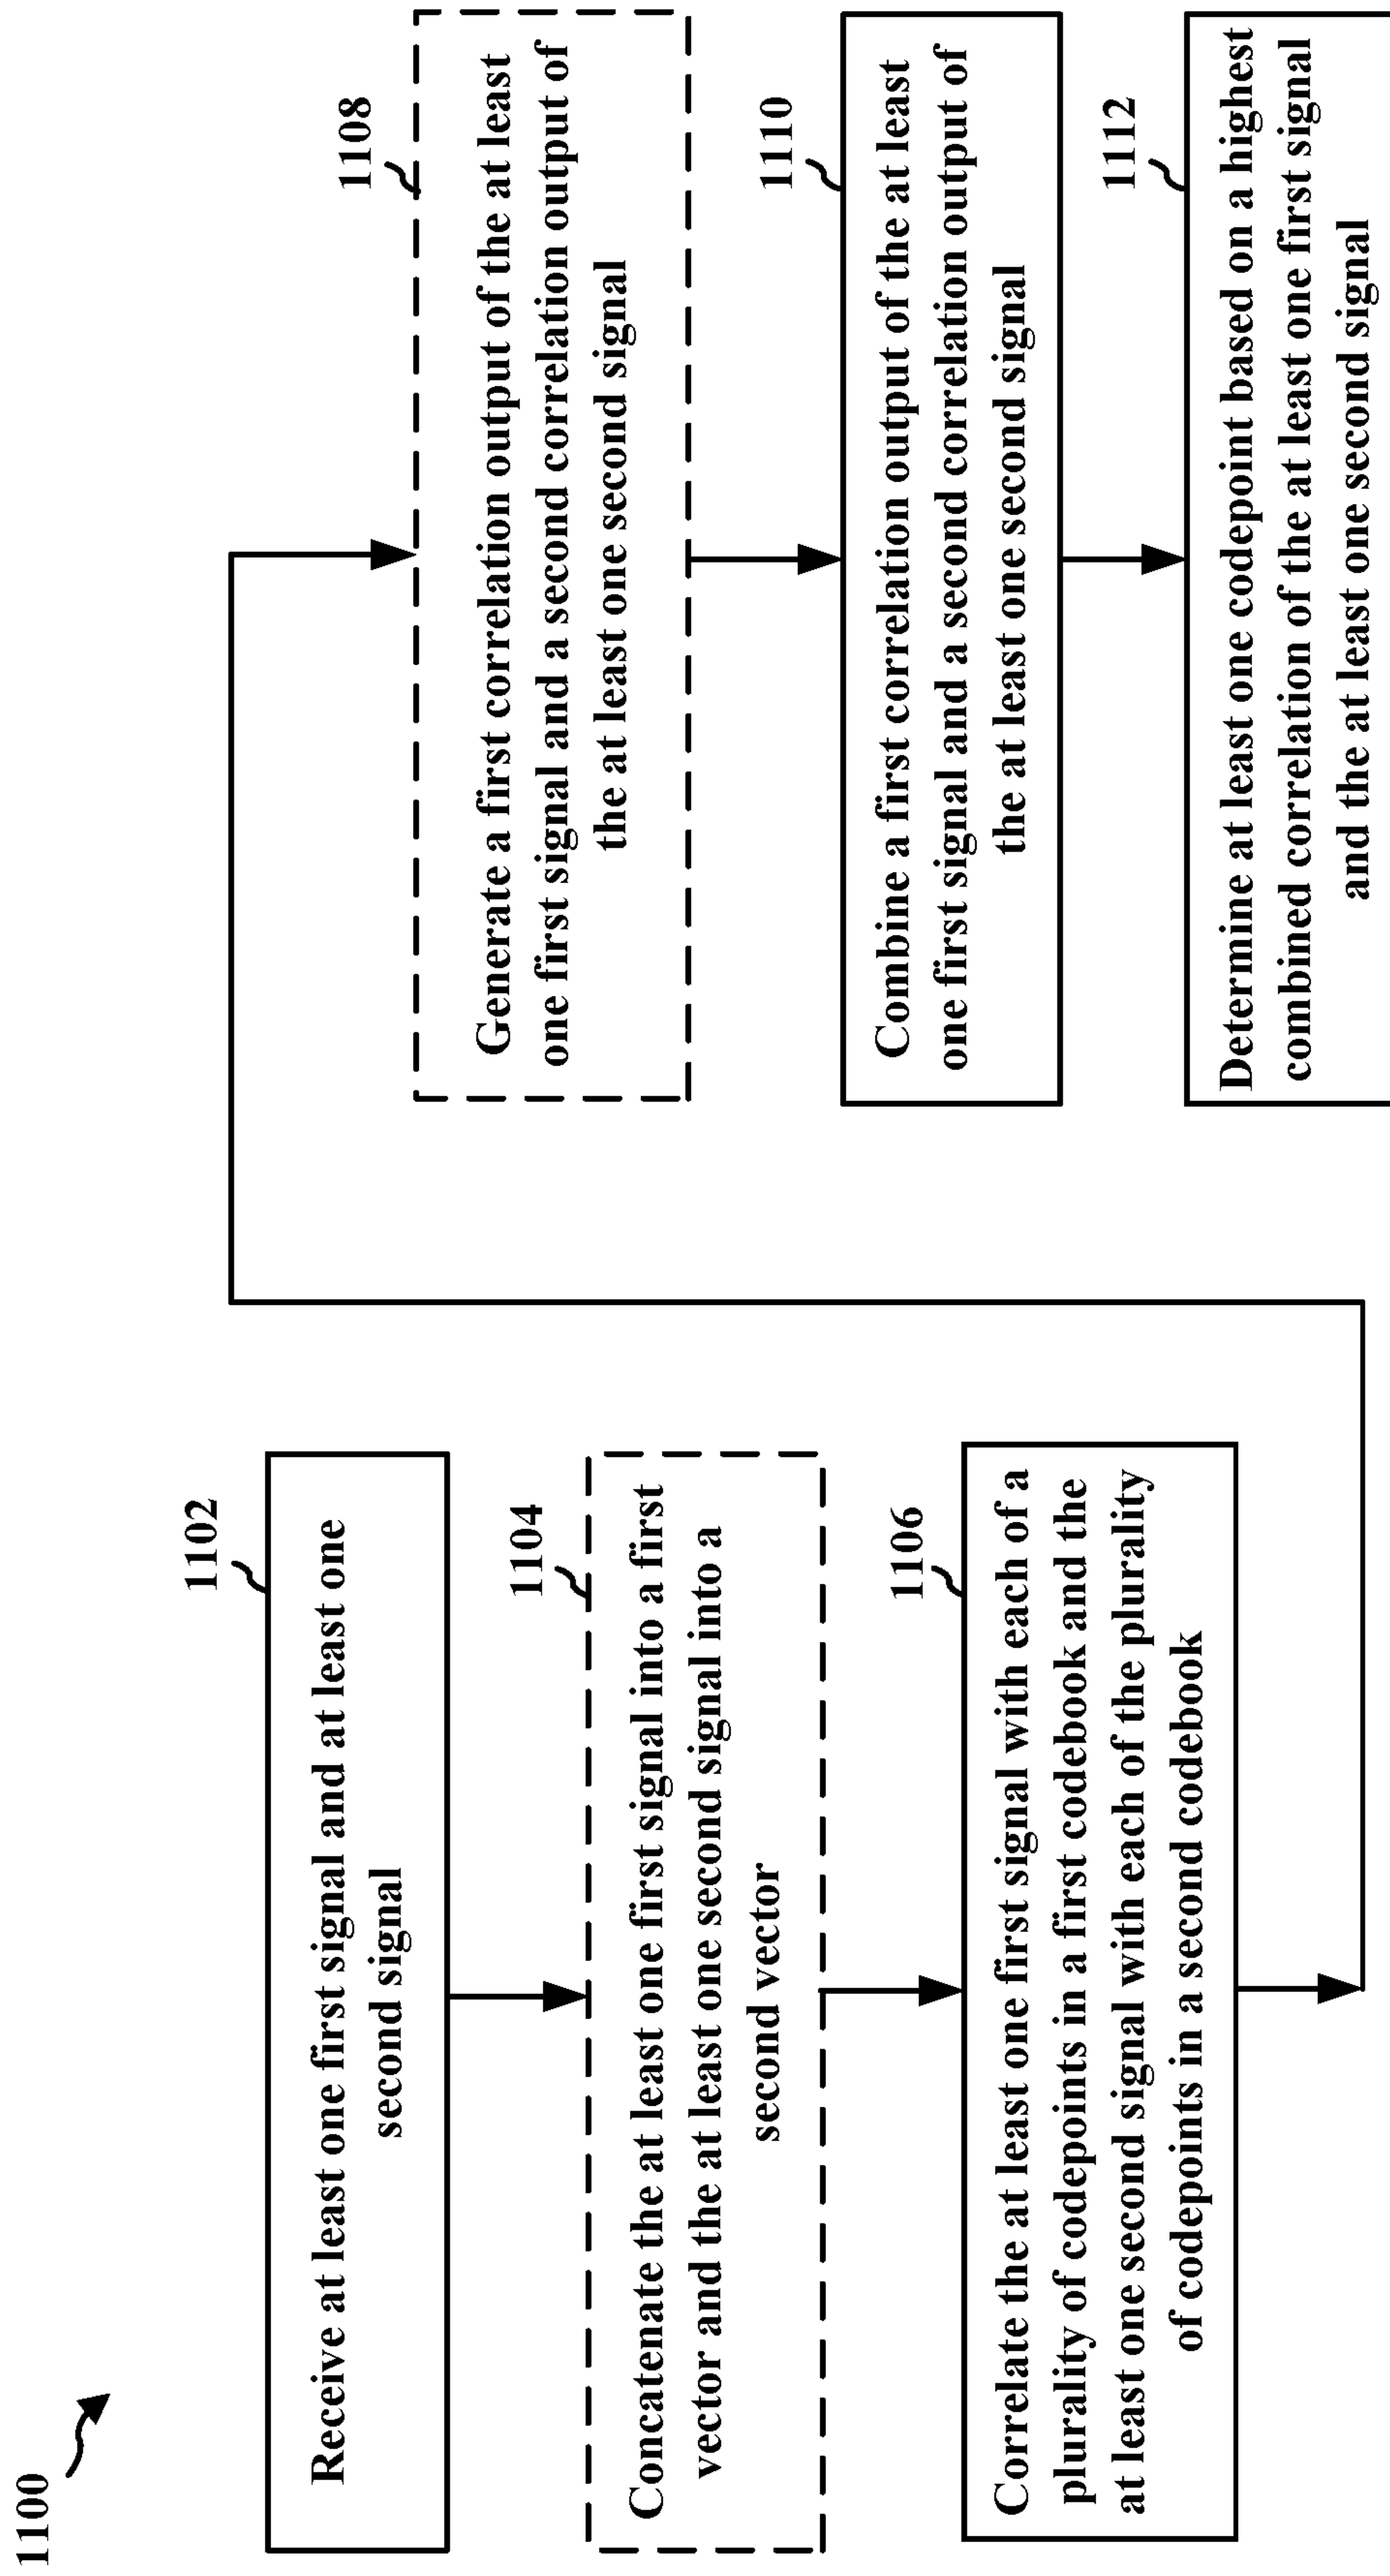 1100
1102
Receive at least one first signal and at least one
second signal
1104
Concatenate the at least one first signal into a first
vector and the at least one second signal into a
second vector
1106
Correlate the at least one first signal with each of a
plurality of codepoints in a first codebook and the
at least one second signal with each of the plurality
of codepoints in a second codebook
1108
Generate a first correlation output of the at least
one first signal and a second correlation output of
the at least one second signal
1110
Combine a first correlation output of the at least
one first signal and a second correlation output of
the at least one second signal
1112
Determine at least one codepoint based on a highest
combined correlation of the at least one first signal
and the at least one second signal